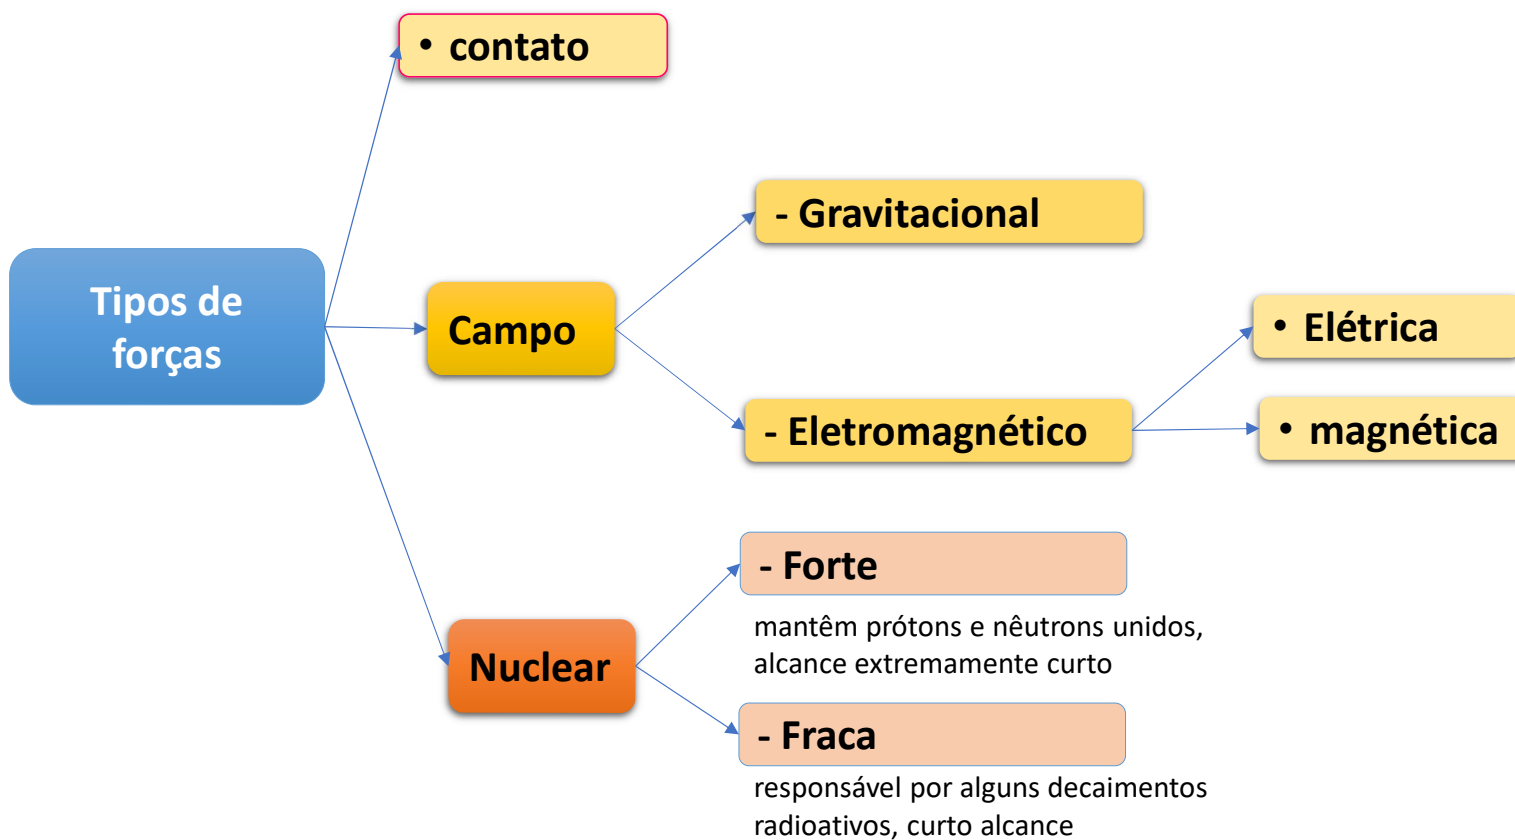 • contato
- Gravitacional
Tipos de
forças
Campo
• Elétrica
- Eletromagnético
• magnética
- Forte
mantêm prótons e nêutrons unidos,
alcance extremamente curto
Nuclear
- Fraca
responsável por alguns decaimentos
radioativos, curto alcance